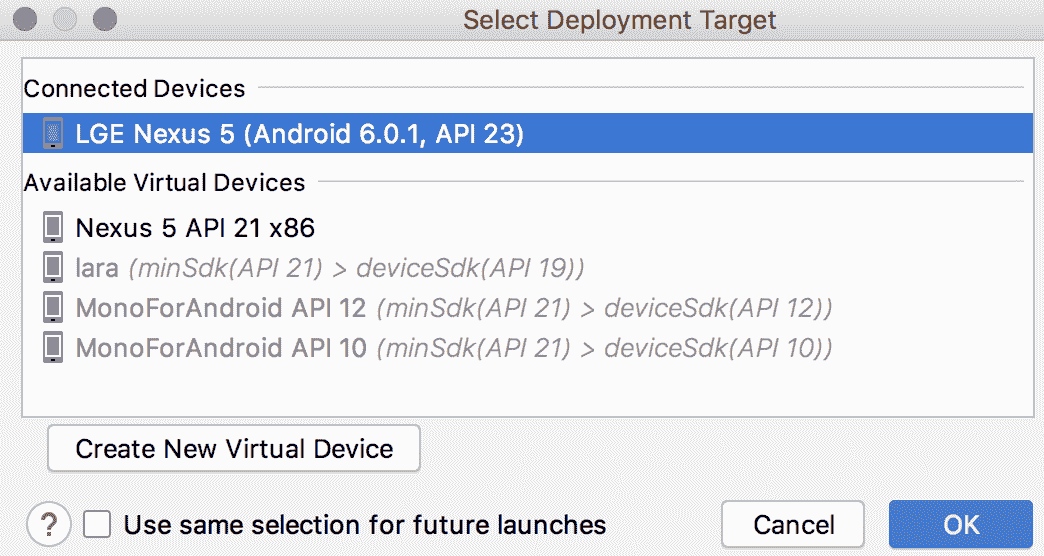 Select Deployment Target
Connected Devices
LGE Nexus 5 (Android 6.0.1, API 23)
Available Virtual Devices
Nexus 5 API 21 x86
lara (minSdk(API 21) > deviceSdk(API 19))
MonoForAndroid API 12 (minSdk(API 21) > deviceSdk(API 12))
MonoForAndroid API 10 (minSdk(API 21) > deviceSdk(API 10))
Create New Virtual Device
? Use same selection for future launches Cancel OK